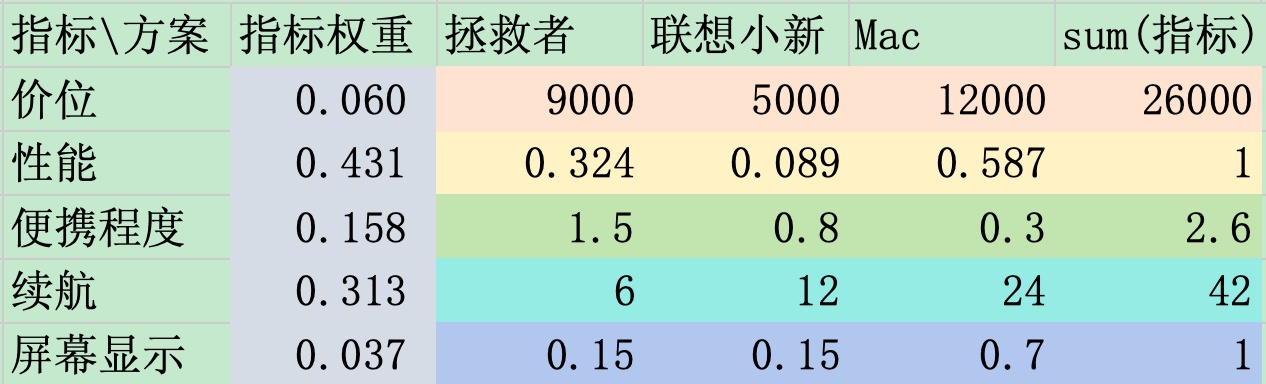 指标\方案 指标权重 拯救者 联想小新 Mac sum(指标)
价位 0.060 9000 5000 12000 26000
性能 0.431 0.324 0.089 0.587 1
便携程度 0.158 1.5 0.8 0.3 2.6
续航 0.313 6 12 24 42
屏幕显示 0.037 0.15 0.15 0.7 1